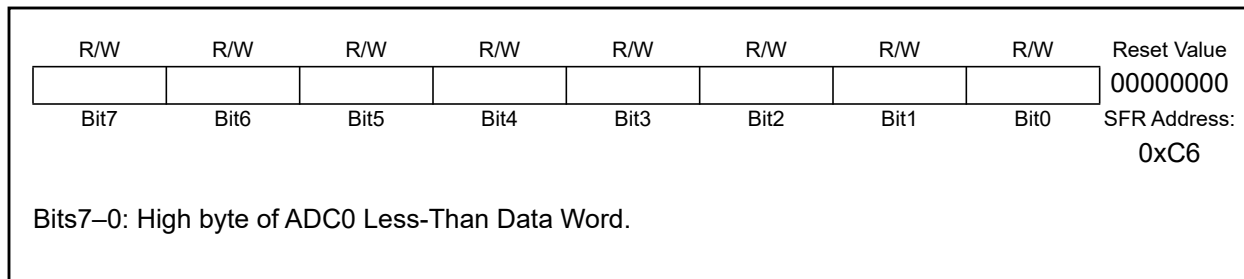 R/W R/W R/W R/W R/W R/W R/W R/W Reset Value
00000000
Bit7 Bit6 Bit5 Bit4 Bit3 Bit2 Bit1 Bit0 SFR Address:
0xC6
Bits7–0: High byte of ADC0 Less-Than Data Word.